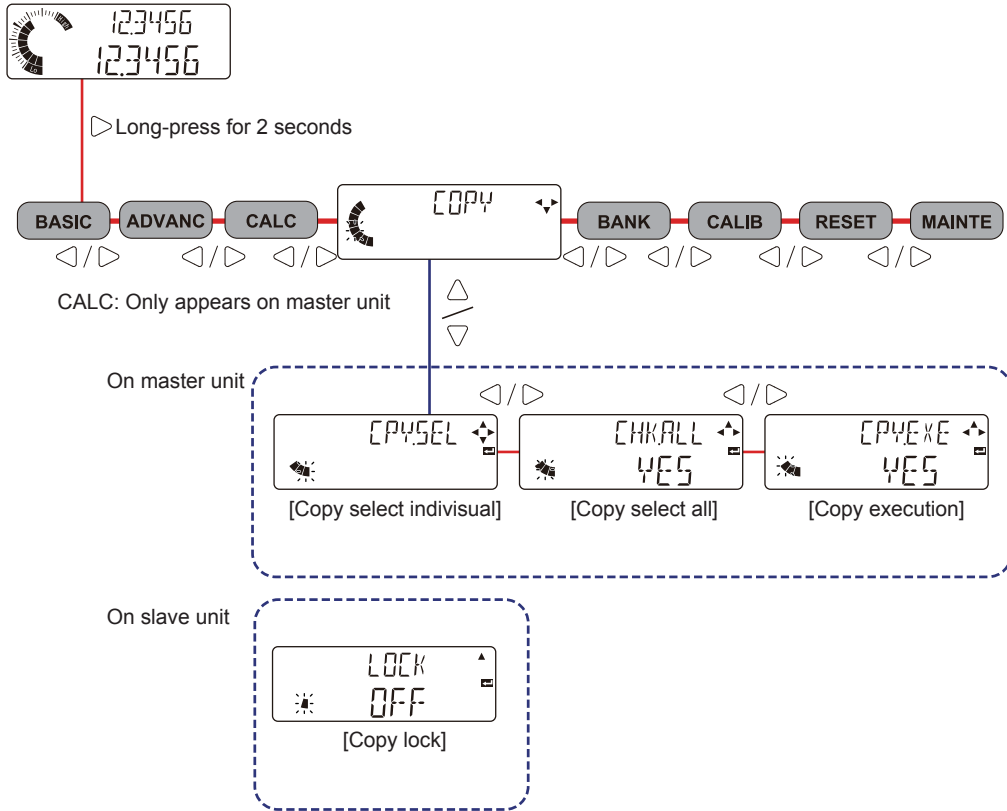 12.3456
12.3456
Long-press for 2 seconds
BASIC ADVANC CALC COPY BANK CALIB RESET MAINTE
CALC: Only appears on master unit
On master unit
CPY.SEL CHK.ALL CPY.EXE
YES YES
[Copy select indivisual] [Copy select all] [Copy execution]
On slave unit
LOCK
OFF
[Copy lock]